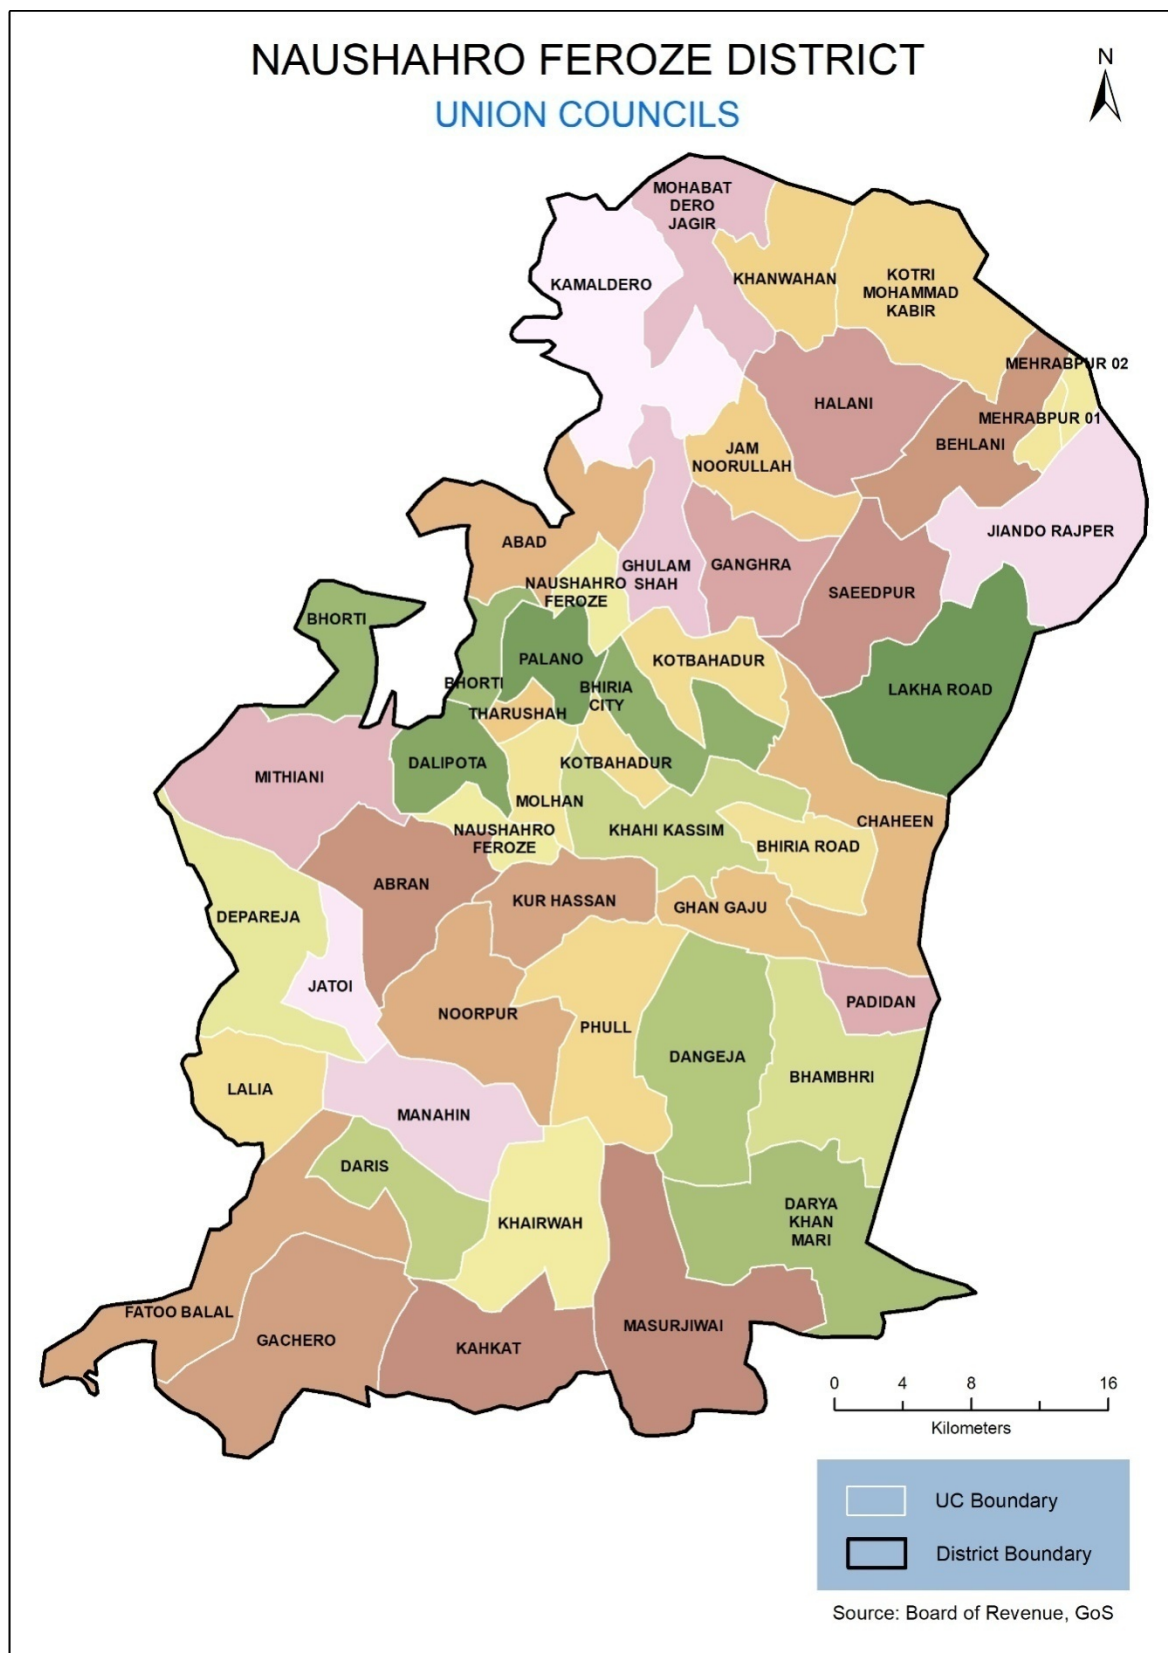 NAUSHAHRO FEROZE DISTRICT
UNION COUNCILS
N
MOHABAT
DERO
JAGIR
KAMALDERO
KHANWAHAN
KOTRI
MOHAMMAD
KABIR
MEHRABPUR 02
HALANI
MEHRABPUR 01
BEHLANI
JAM
NOORULLAH
JIANDO RAJPER
ABAD
GHULAM
SHAH
GANGHRA
NAUSHAHRO
FEROZE
SAEEDPUR
BHORTI
PALANO
KOTBAHADUR
BHORTI
BHIRIA
CITY
LAKHA ROAD
THARUSHAH
DALIPOTA
KOTBAHADUR
MITHIANI
MOLHAN
CHAHEEN
NAUSHAHRO
FEROZE
KHAHI KASSIM
BHIRIA ROAD
ABRAN
KUR HASSAN
GHAN GAJU
DEPAREJA
JATOI
PADIDAN
NOORPUR
PHULL
DANGEJA
BHAMBHRI
LALIA
MANAHIN
DARIS
DARYA
KHAN
MARI
KHAIRWAH
FATOO BALAL
MASURJIWAI
GACHERO
KAHKAT
0 4 8 16
Kilometers
UC Boundary
District Boundary
Source: Board of Revenue, GoS